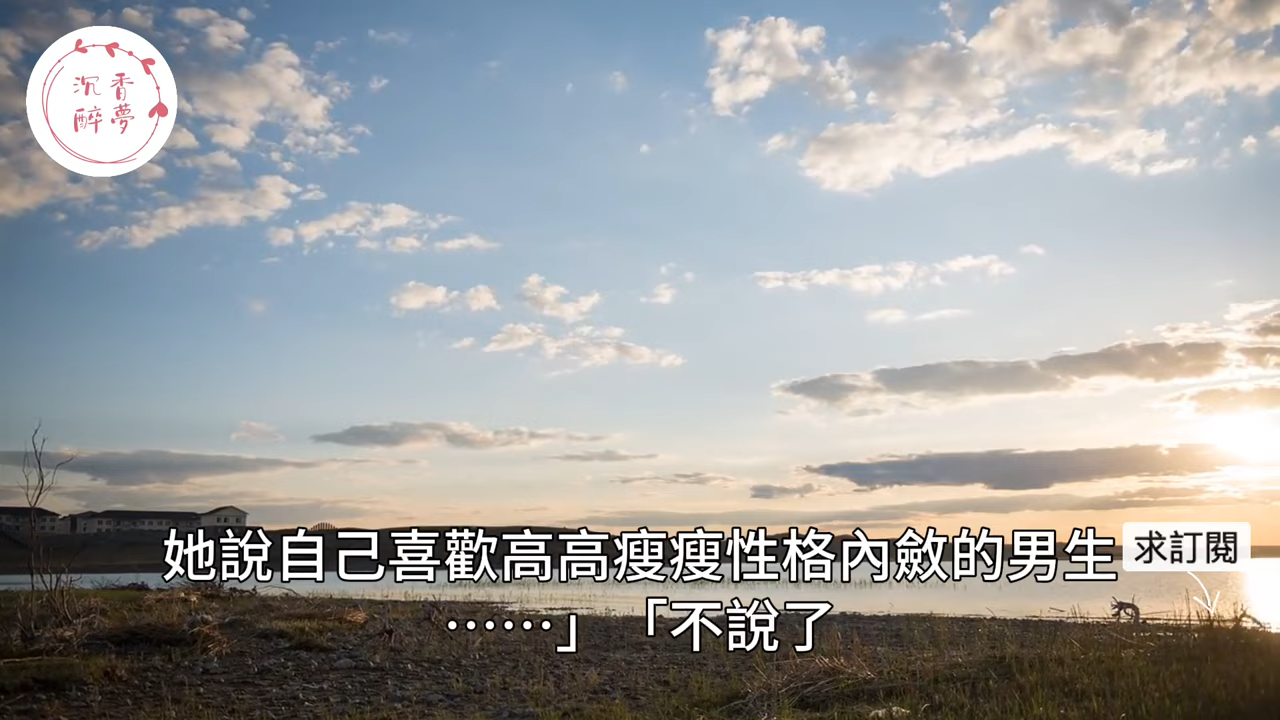 沉香
醉夢
她說自己喜歡高高瘦瘦性格內斂的男生
求訂閱
⋯⋯」 「不說了